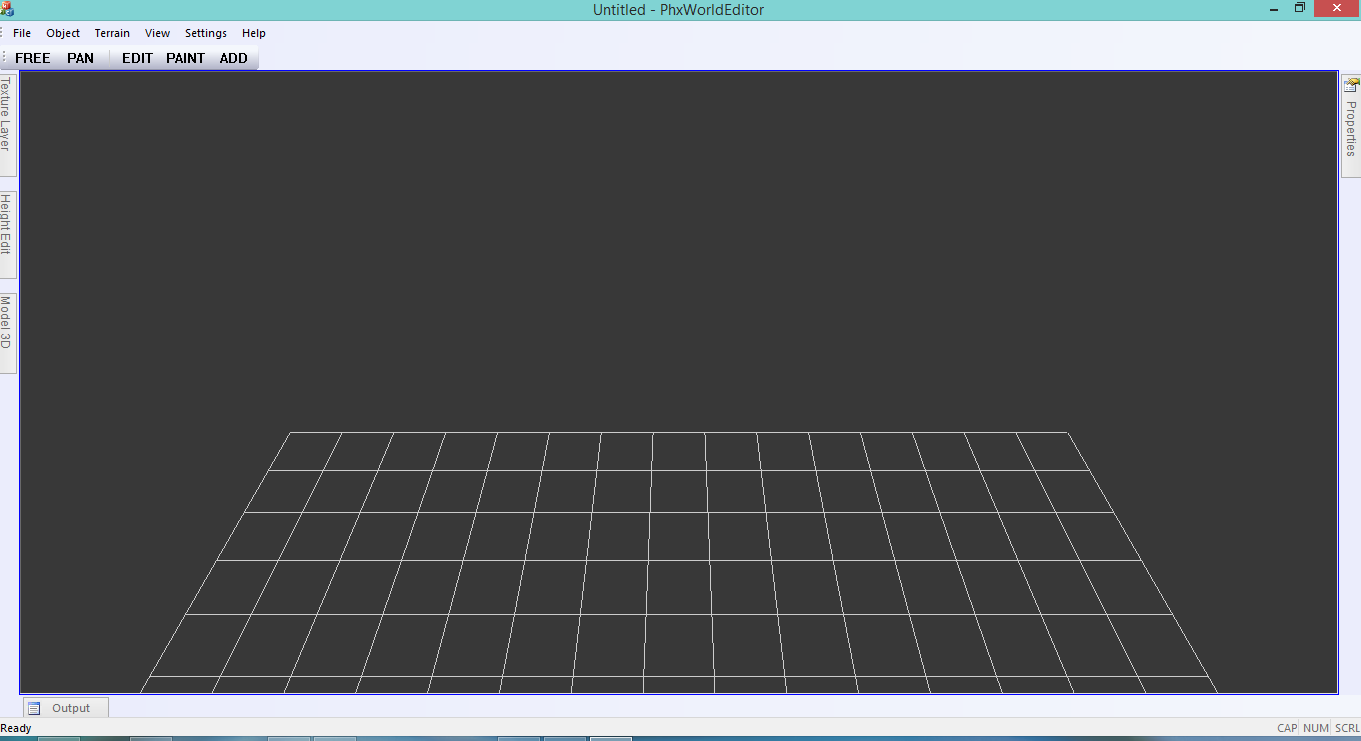 Untitled - PhxWorldEditor
File Object Terrain View Settings Help
FREE PAN EDIT PAINT ADD
Texture Layer
Height Edit
Model 3D
Properties
Output
Ready
CAP NUM SCRL